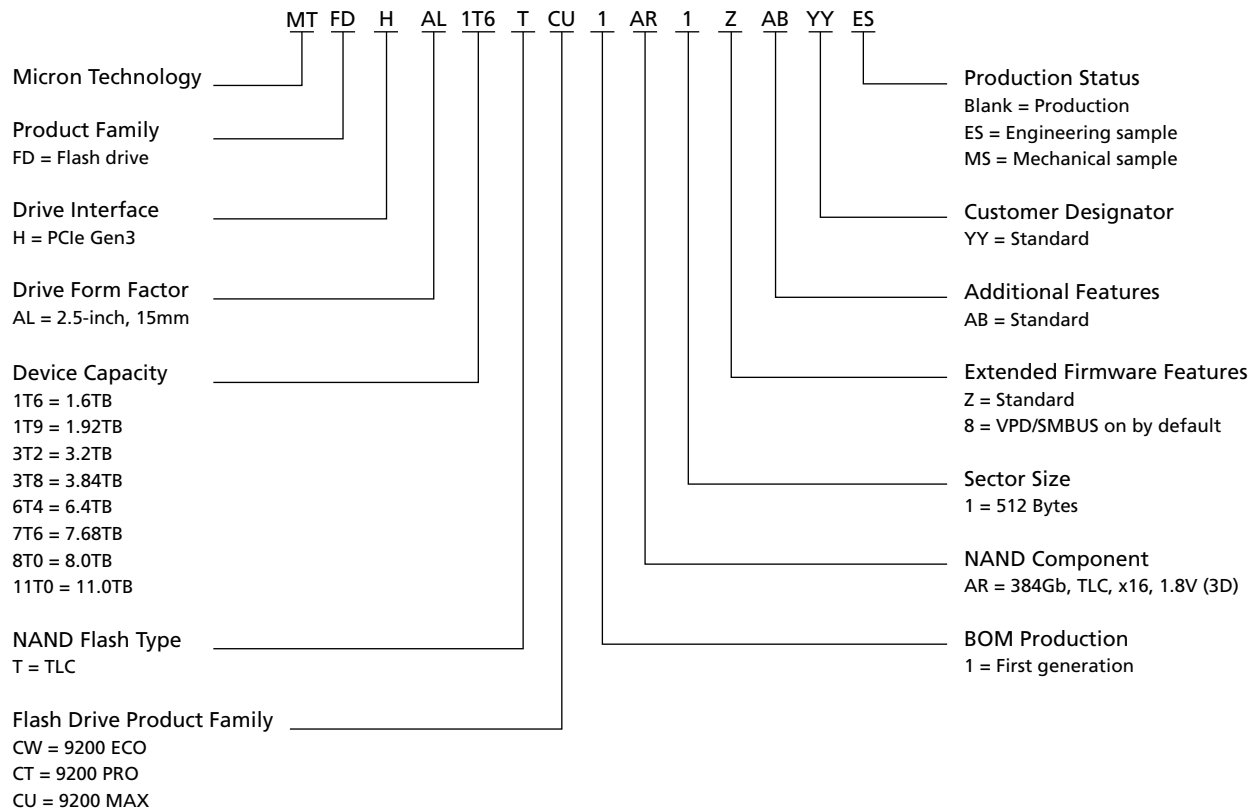 MT FD H AL 1T6 T CU 1 AR 1 Z AB YY ES
Micron Technology
Product Family
FD = Flash drive
Drive Interface
H = PCIe Gen3
Drive Form Factor
AL = 2.5-inch, 15mm
Device Capacity
1T6 = 1.6TB
1T9 = 1.92TB
3T2 = 3.2TB
3T8 = 3.84TB
6T4 = 6.4TB
7T6 = 7.68TB
8T0 = 8.0TB
11T0 = 11.0TB
NAND Flash Type
T = TLC
Flash Drive Product Family
CW = 9200 ECO
CT = 9200 PRO
CU = 9200 MAX
Production Status
Blank = Production
ES = Engineering sample
MS = Mechanical sample
Customer Designator
YY = Standard
Additional Features
AB = Standard
Extended Firmware Features
Z = Standard
8 = VPD/SMBUS on by default
Sector Size
1 = 512 Bytes
NAND Component
AR = 384Gb, TLC, x16, 1.8V (3D)
BOM Production
1 = First generation